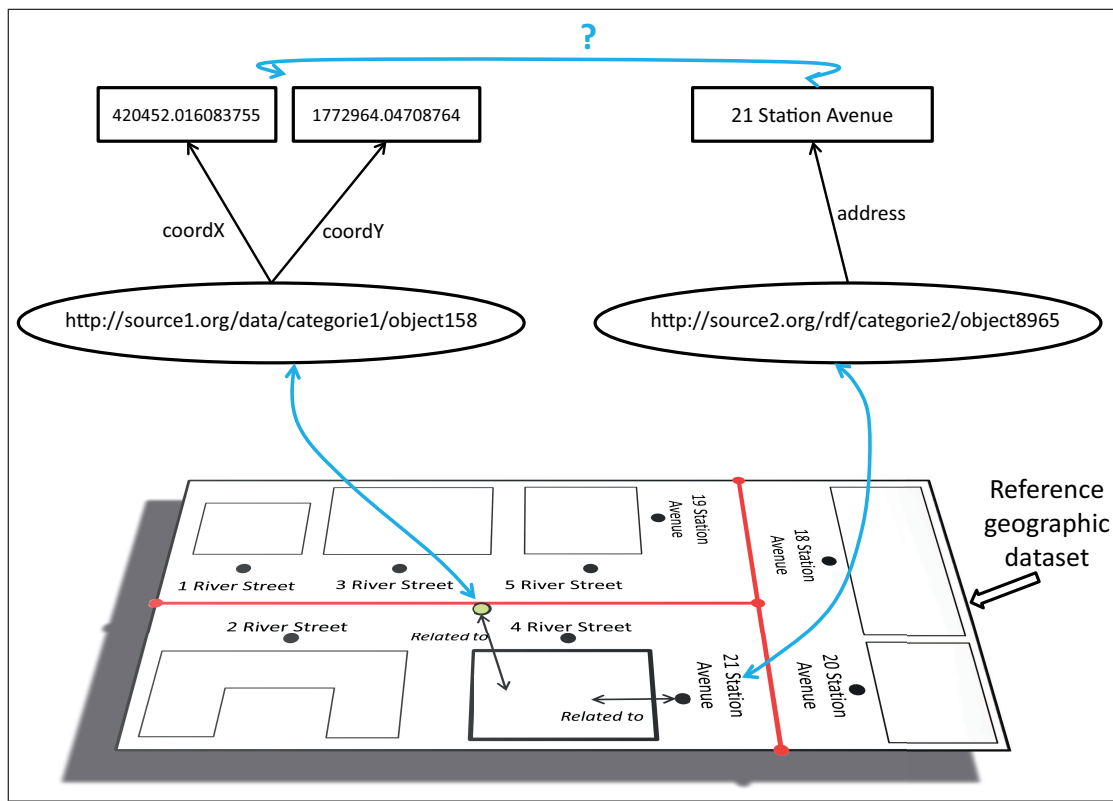 ?
420452.016083755
1772964.04708764
21 Station Avenue
coordX
coordY
address
http://source1.org/data/categorie1/object158
http://source2.org/rdf/categorie2/object8965
Reference
geographic
dataset
19 Station
Avenue
18 Station
Avenue
1 River Street
3 River Street
5 River Street
2 River Street
Related to
4 River Street
21 Station
Avenue
20 Station
Avenue
Related to